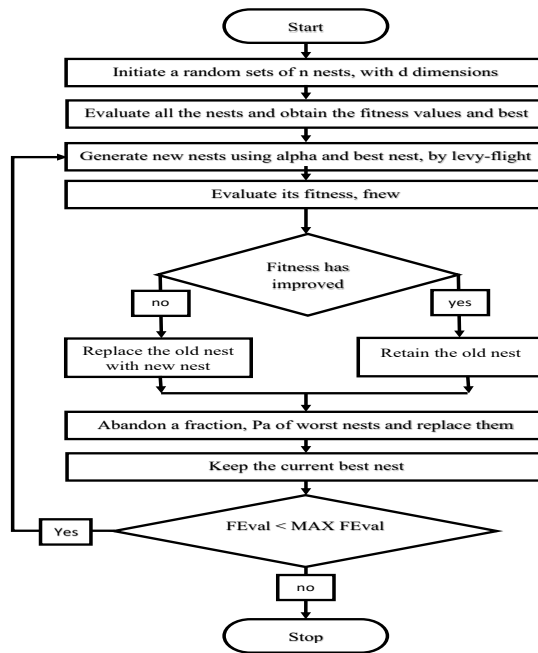 Start
Initiate a random sets of n nests, with d dimensions
Evaluate all the nests and obtain the fitness values and best
Generate new nests using alpha and best nest, by levy-flight
Evaluate its fitness, fnew
Fitness has
improved
no
yes
Replace the old nest
with new nest
Retain the old nest
Abandon a fraction, Pa of worst nests and replace them
Keep the current best nest
FEval < MAX FEval
Yes
no
Stop